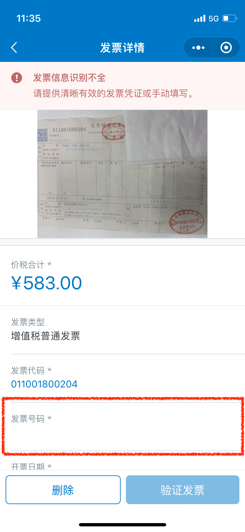 11:35
5G
发票详情
发票信息识别不全
请提供清晰有效的发票凭证或手动填写。
011001800204
价税合计 *
¥583.00
发票类型
增值税普通发票
发票代码 *
011001800204
发票号码 *
开票日期 *
删除
验证发票